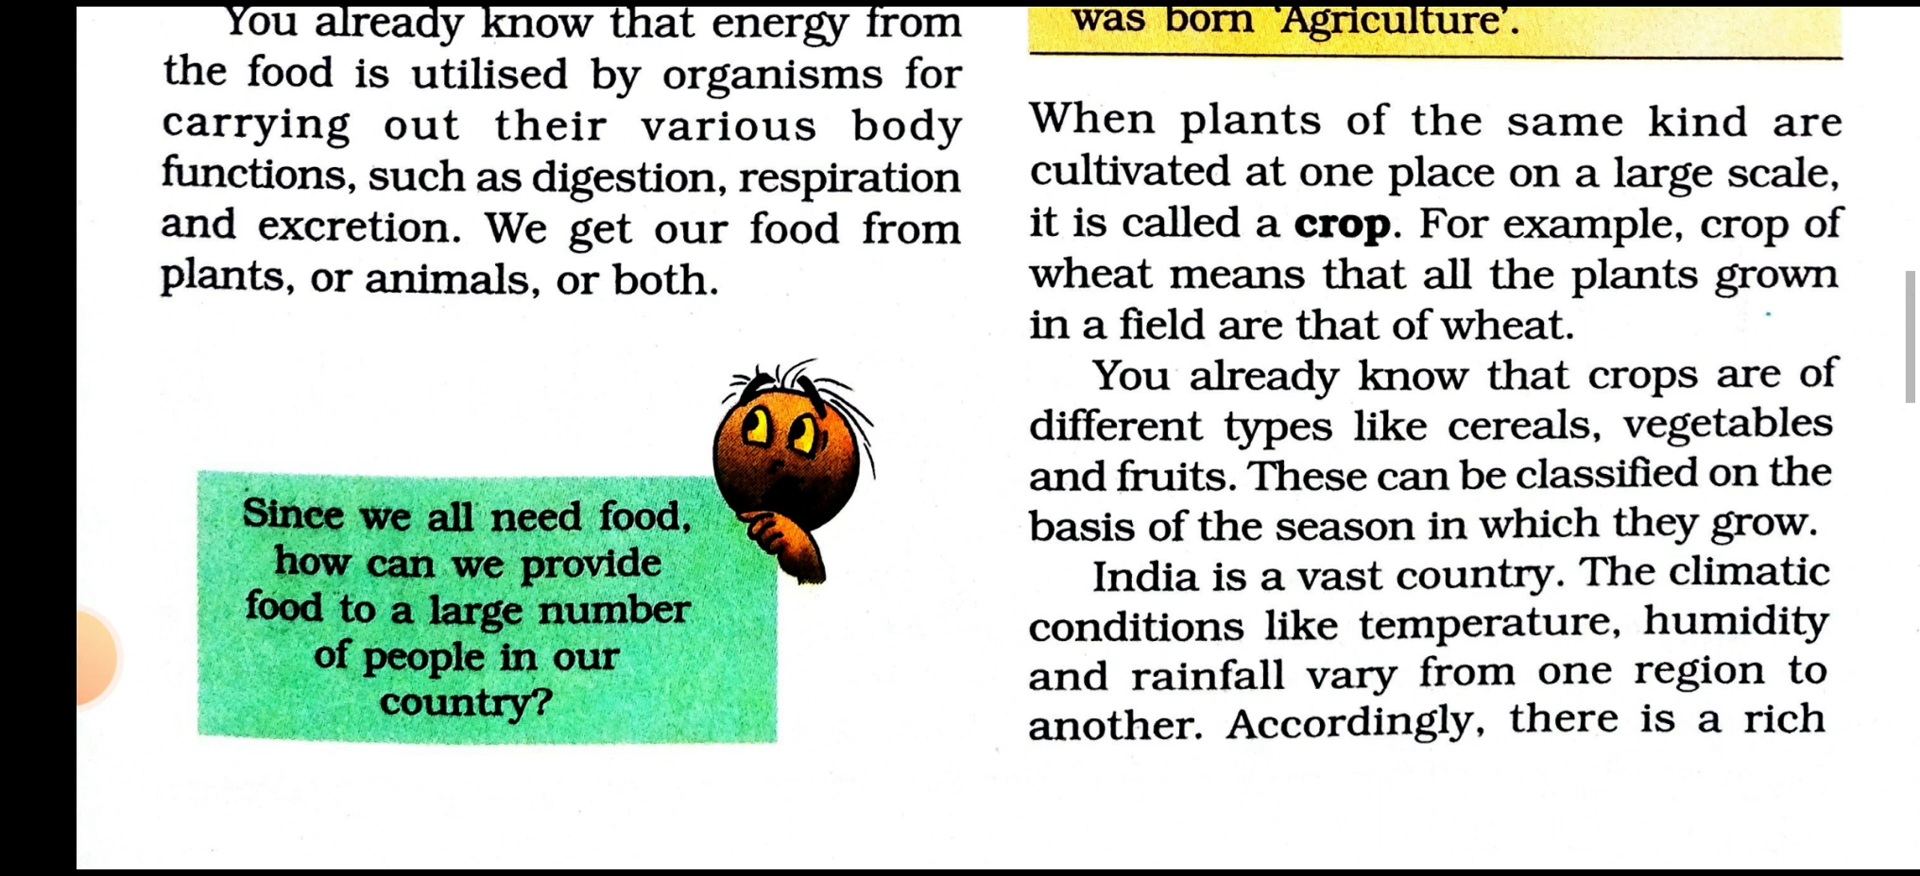 You already know that energy from
the food is utilised by organisms for
carrying out their various body
functions, such as digestion, respiration
and excretion. We get our food from
plants, or animals, or both.
Since we all need food,
how can we provide
food to a large number
of people in our
country?
was born 'Agriculture'.
When plants of the same kind are
cultivated at one place on a large scale,
it is called a crop. For example, crop of
wheat means that all the plants grown
in a field are that of wheat.
You already know that crops are of
different types like cereals, vegetables
and fruits. These can be classified on the
basis of the season in which they grow.
India is a vast country. The climatic
conditions like temperature, humidity
and rainfall vary from one region to
another. Accordingly, there is a rich